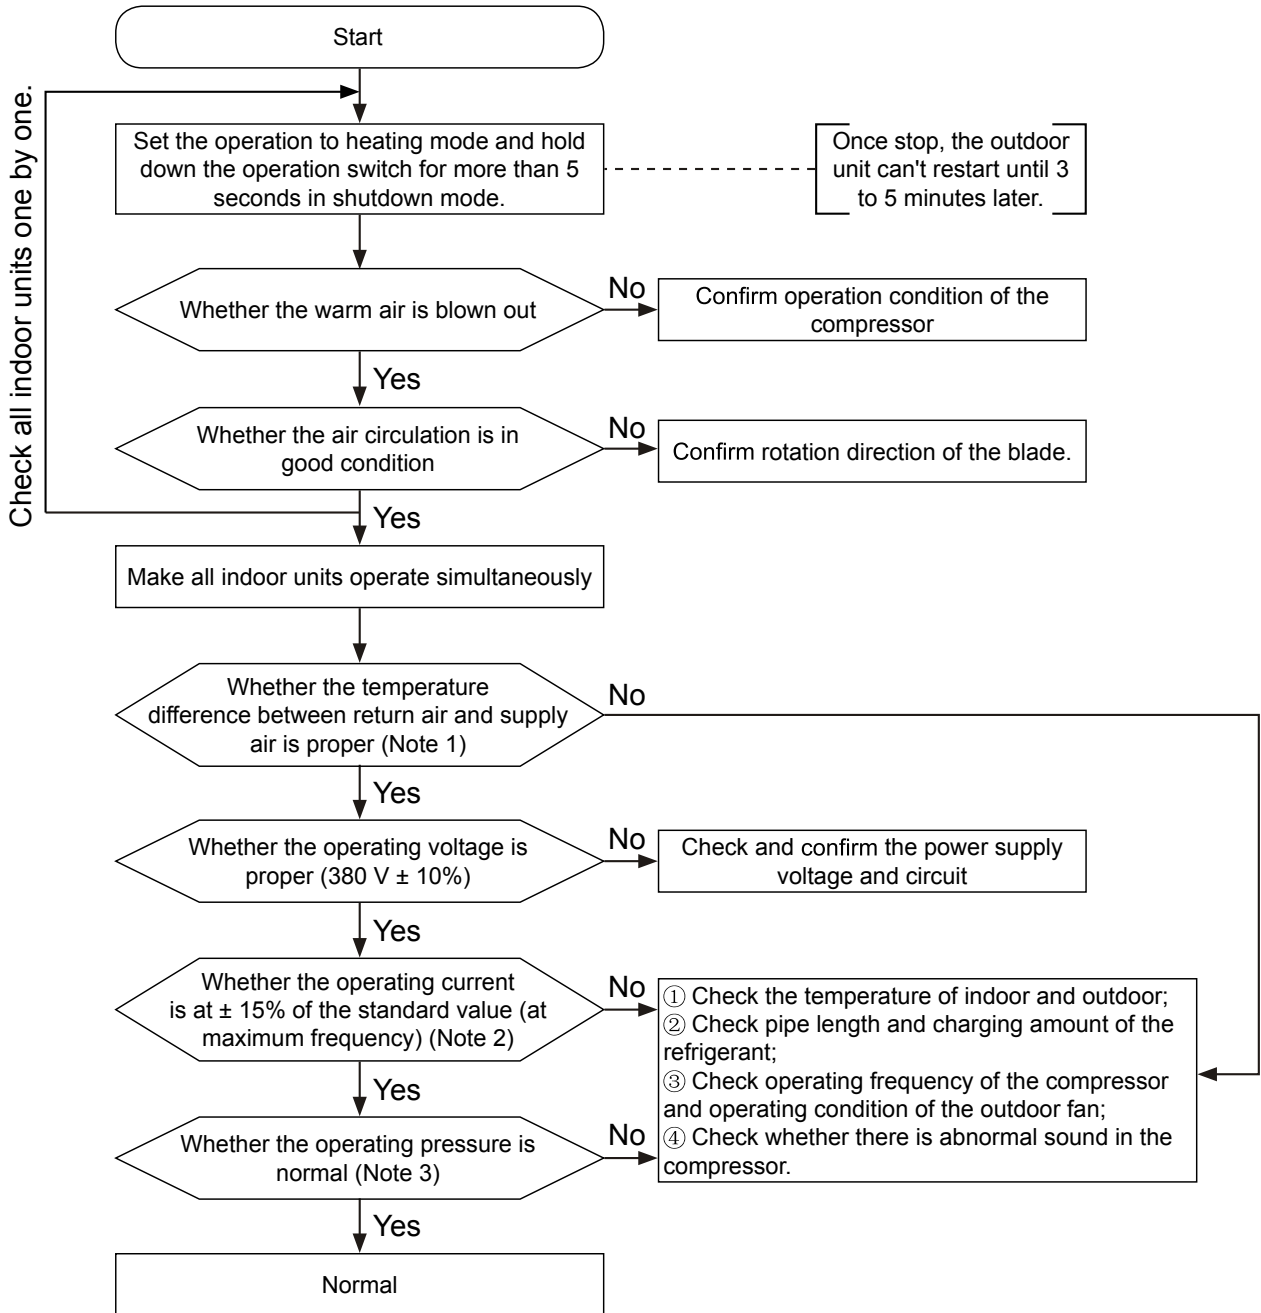 Start
Check all indoor units one by one.
Set the operation to heating mode and hold
down the operation switch for more than 5
seconds in shutdown mode.
Once stop, the outdoor
unit can't restart until 3
to 5 minutes later.
Whether the warm air is blown out
No
Confirm operation condition of the
compressor
Yes
Whether the air circulation is in
good condition
No
Confirm rotation direction of the blade.
Yes
Make all indoor units operate simultaneously
Whether the temperature
difference between return air and supply
air is proper (Note 1)
No
Yes
Whether the operating voltage is
proper (380 V ± 10%)
No
Check and confirm the power supply
voltage and circuit
Yes
Whether the operating current
is at ± 15% of the standard value (at
maximum frequency) (Note 2)
No
① Check the temperature of indoor and outdoor;
② Check pipe length and charging amount of the
refrigerant;
③ Check operating frequency of the compressor
and operating condition of the outdoor fan;
④ Check whether there is abnormal sound in the
compressor.
Yes
Whether the operating pressure is
normal (Note 3)
No
Yes
Normal